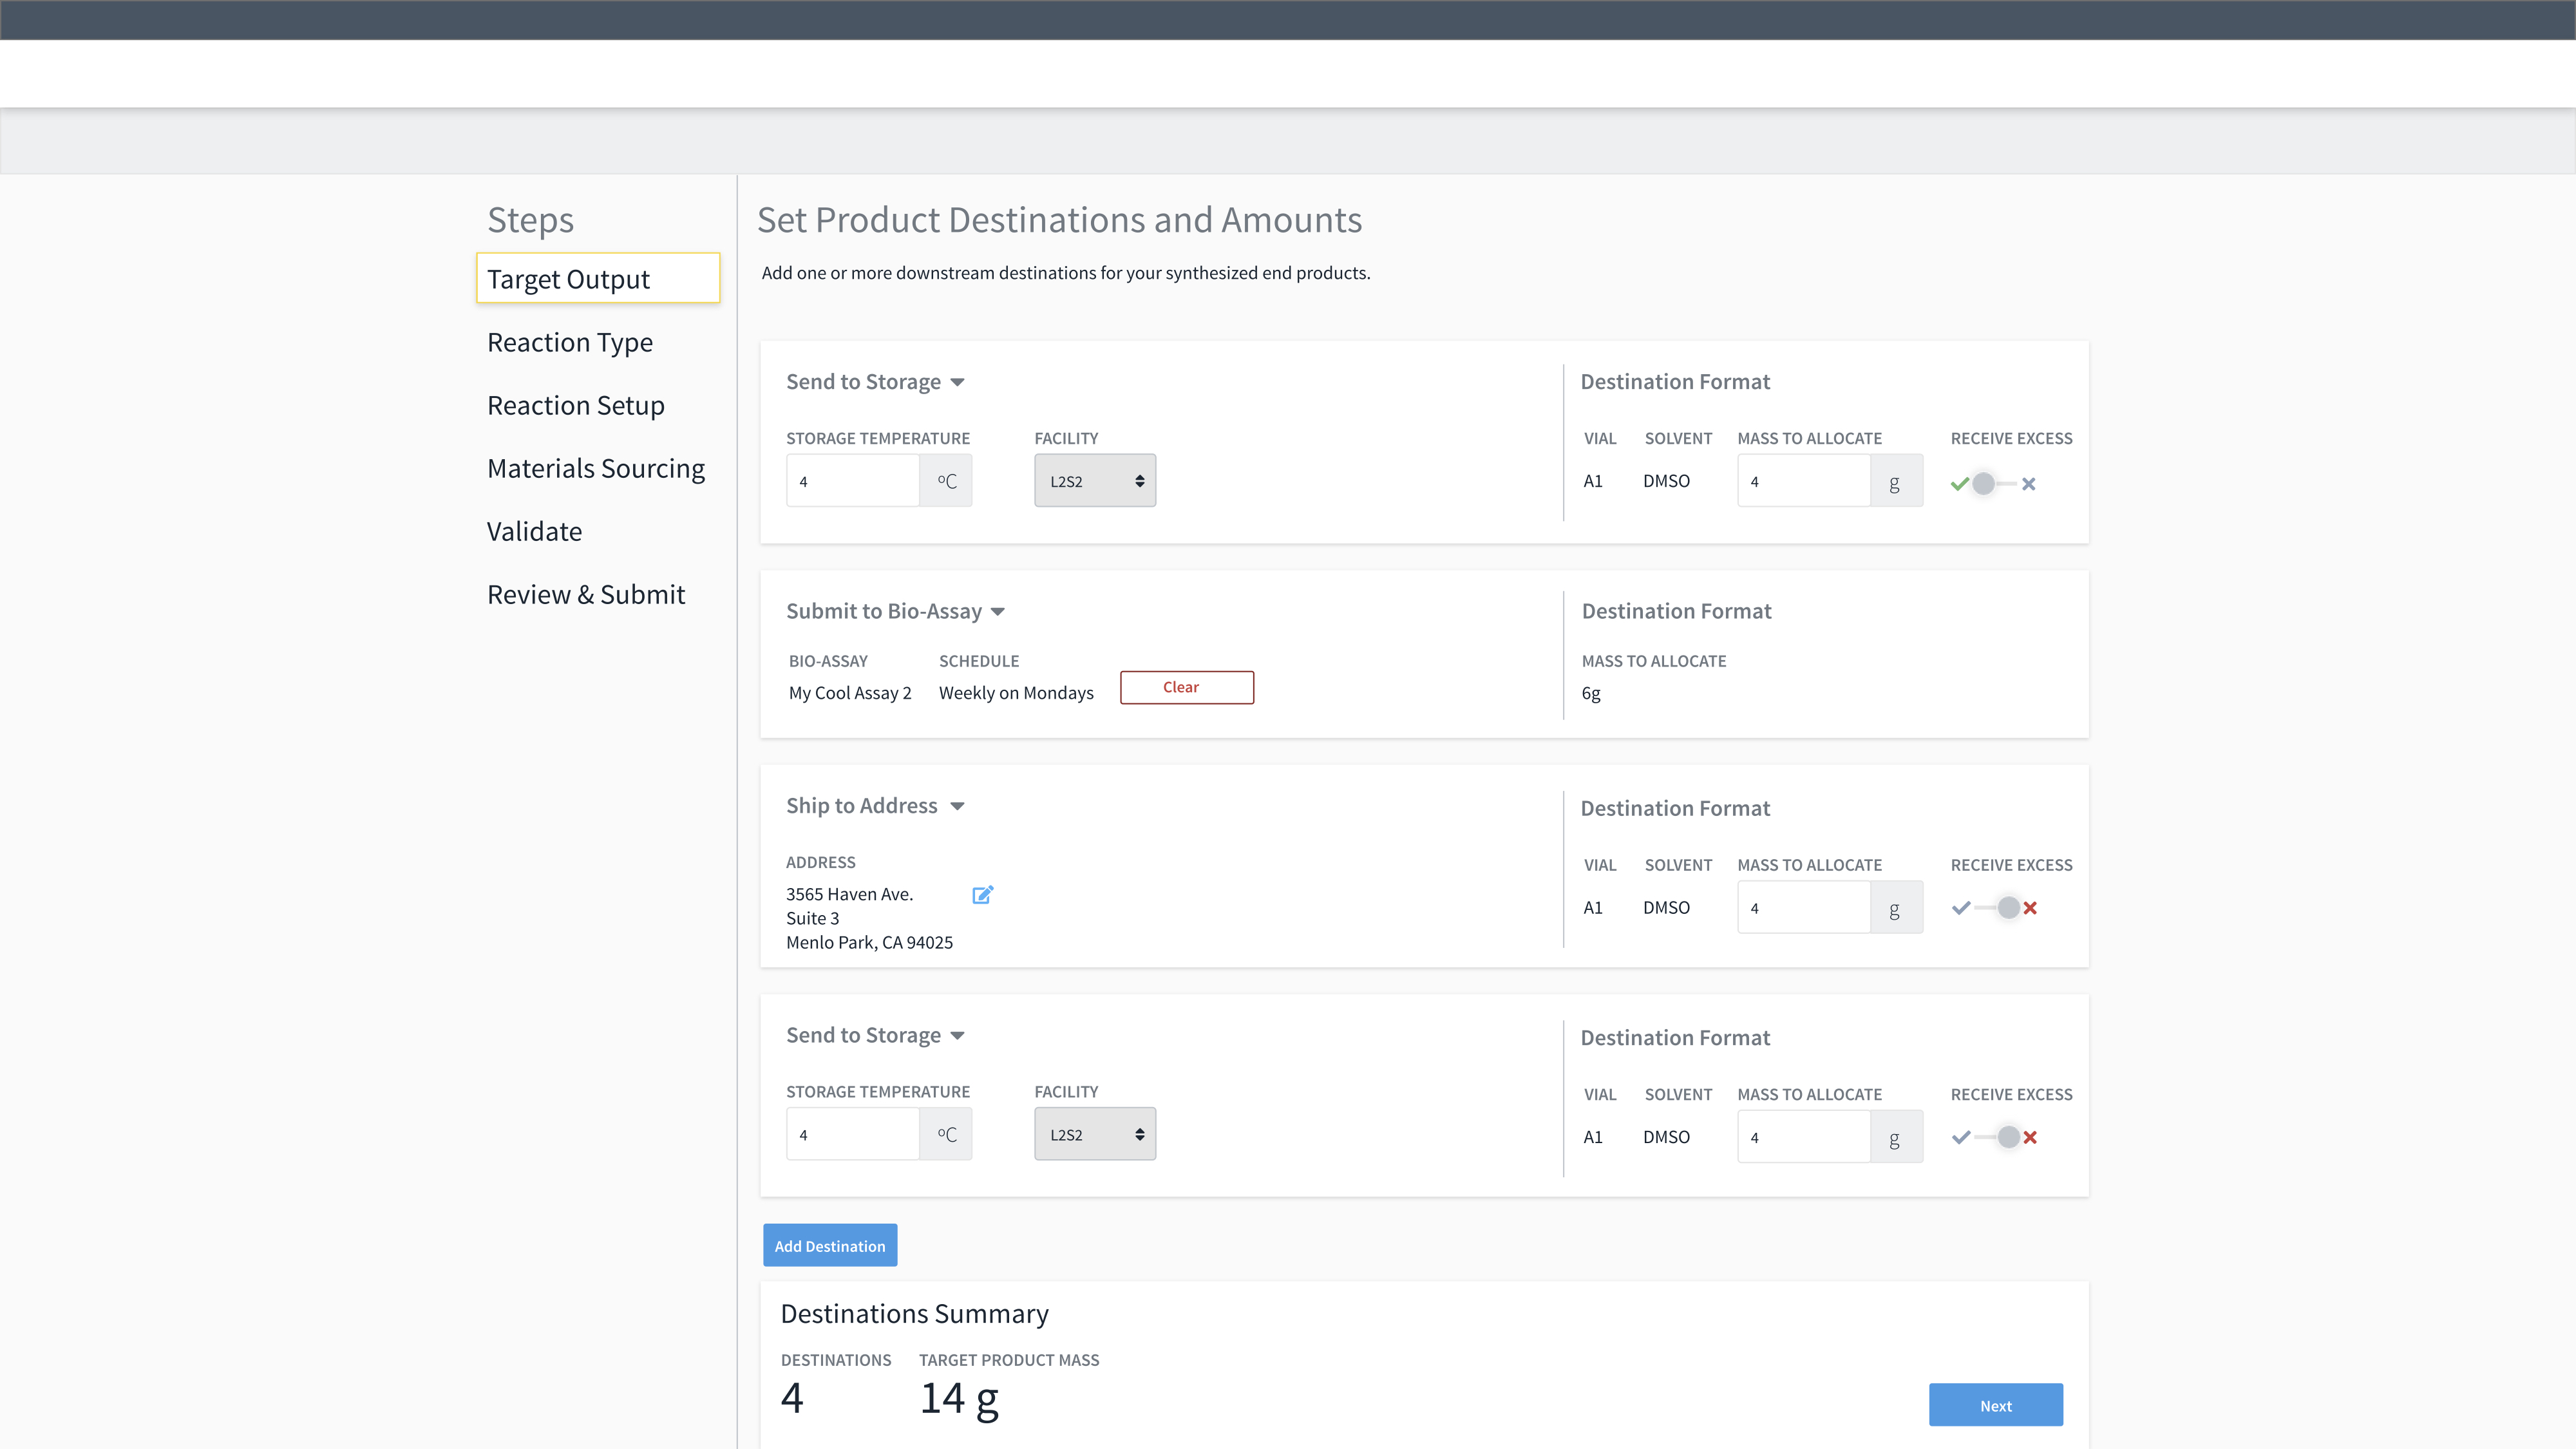 Steps
Target Output
Reaction Type
Reaction Setup
Materials Sourcing
Validate
Review & Submit
Set Product Destinations and Amounts
Add one or more downstream destinations for your synthesized end products.
Send to Storage
STORAGE TEMPERATURE FACILITY
4 ºC L2S2
Destination Format
VIAL SOLVENT MASS TO ALLOCATE RECEIVE EXCESS
A1 DMSO 4 g
Submit to Bio-Assay
BIO-ASSAY SCHEDULE
My Cool Assay 2 Weekly on Mondays Clear
Destination Format
MASS TO ALLOCATE
6g
Ship to Address
ADDRESS
3565 Haven Ave.
Suite 3
Menlo Park, CA 94025
Destination Format
VIAL SOLVENT MASS TO ALLOCATE RECEIVE EXCESS
A1 DMSO 4 g
Send to Storage
STORAGE TEMPERATURE FACILITY
4 ºC L2S2
Destination Format
VIAL SOLVENT MASS TO ALLOCATE RECEIVE EXCESS
A1 DMSO 4 g
Add Destination
Destinations Summary
DESTINATIONS TARGET PRODUCT MASS
4 14 g
Next